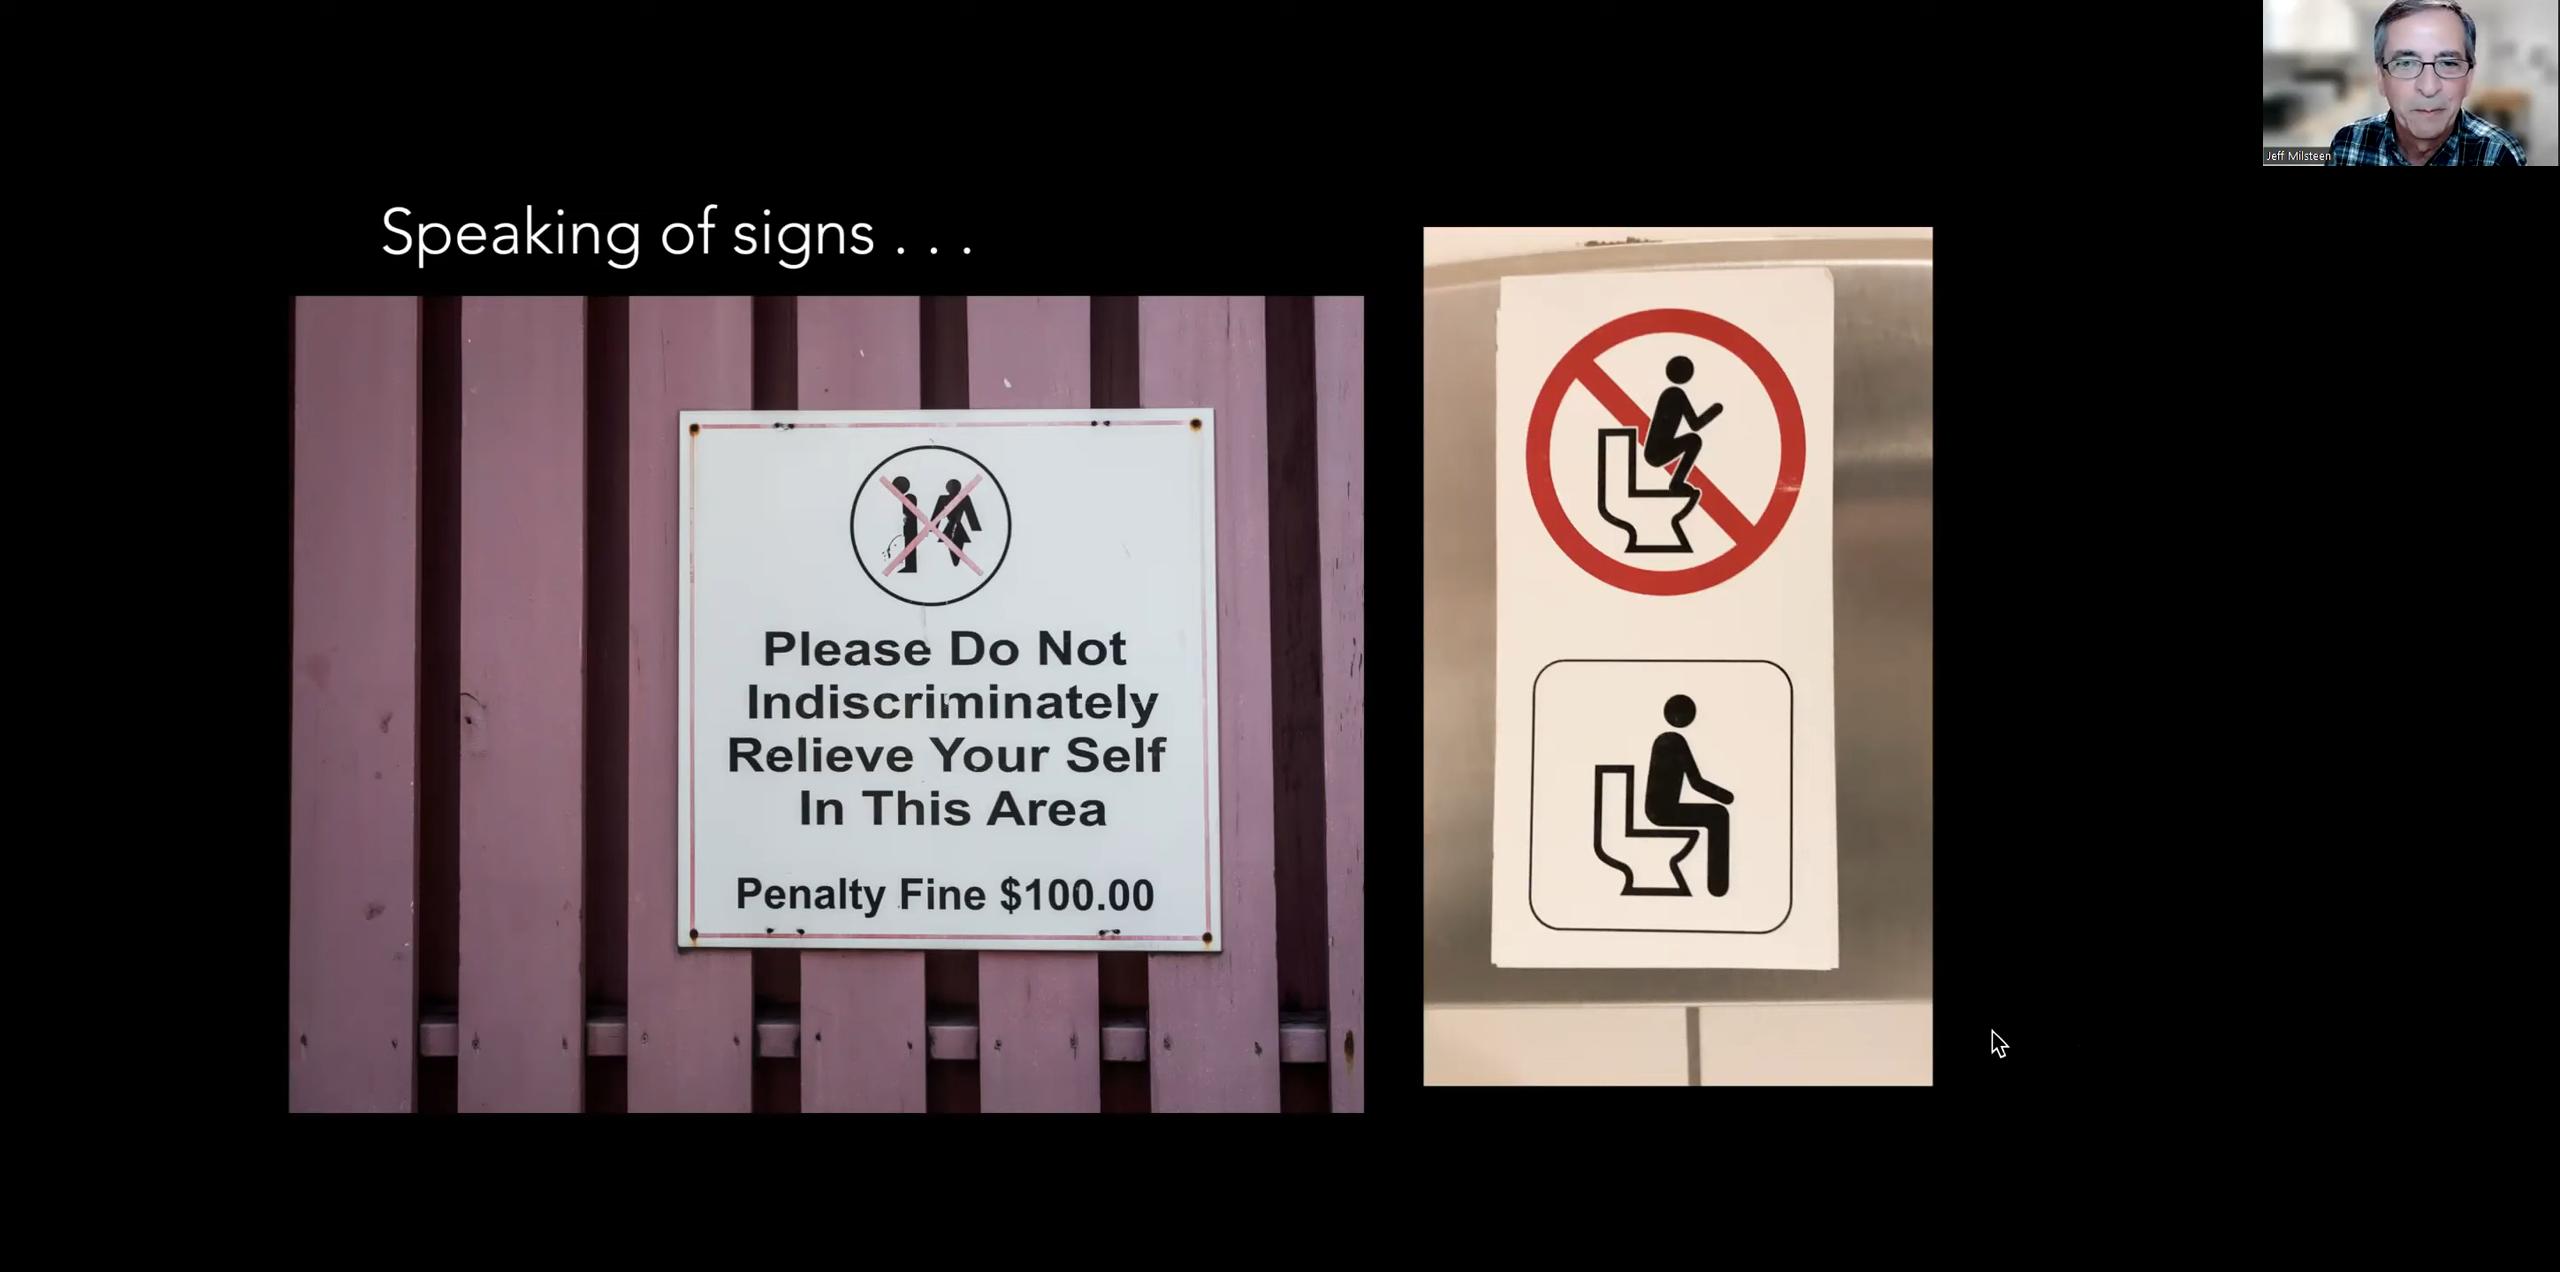 Jeff Milsteen
Speaking of signs . . .
Please Do Not
Indiscriminately
Relieve Your Self
In This Area
Penalty Fine $100.00